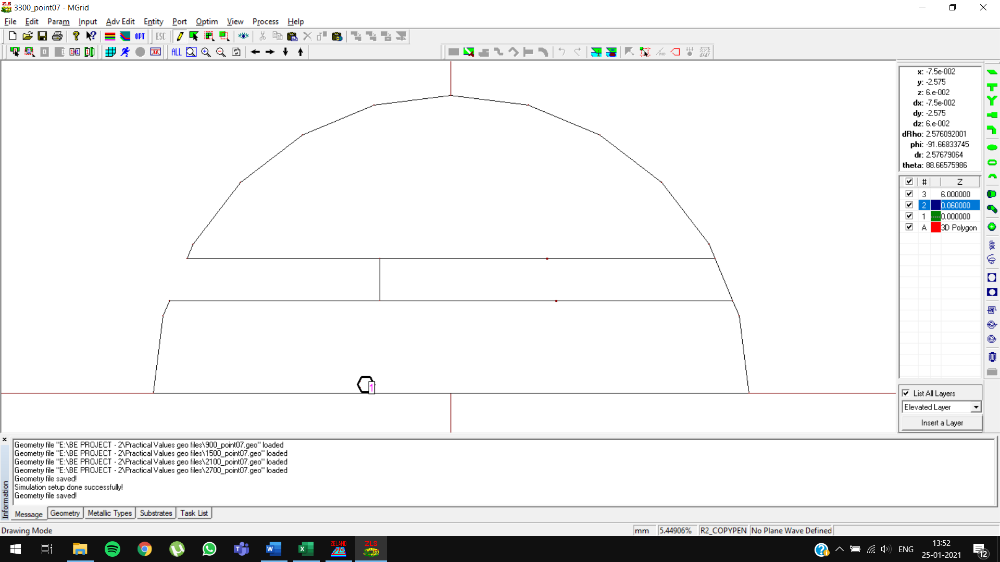 3300_point07 - MGrid
File Edit Param Input Adv Edit Entity Port Optim View Process Help
OPT ESC
ALL
x: -7.5e-002
y: -2.575
z: 6.e-002
dx: -7.5e-002
dy: -2.575
dz: 6.e-002
dRho: 2.576092001
phi: -91.66833745
dr: 2.57679064
theta: 88.66575986
# Z
3 6.000000
2 0.060000
1 0.000000
A 3D Polygon
1
List All Layers
Elevated Layer
Insert a Layer
Geometry file "E:\BE PROJECT - 2\Practical Values geo files\900_point07.geo" loaded
Geometry file "E:\BE PROJECT - 2\Practical Values geo files\1500_point07.geo" loaded
Geometry file "E:\BE PROJECT - 2\Practical Values geo files\2100_point07.geo" loaded
Geometry file "E:\BE PROJECT - 2\Practical Values geo files\2700_point07.geo" loaded
Geometry file saved!
Simulation setup done successfully!
Geometry file saved!
Information
Message Geometry Metallic Types Substrates Task List
Drawing Mode mm 5.44906% R2_COPYPEN No Plane Wave Defined
ZELAND
ZLS
ENG
13:52
25-01-2021
12